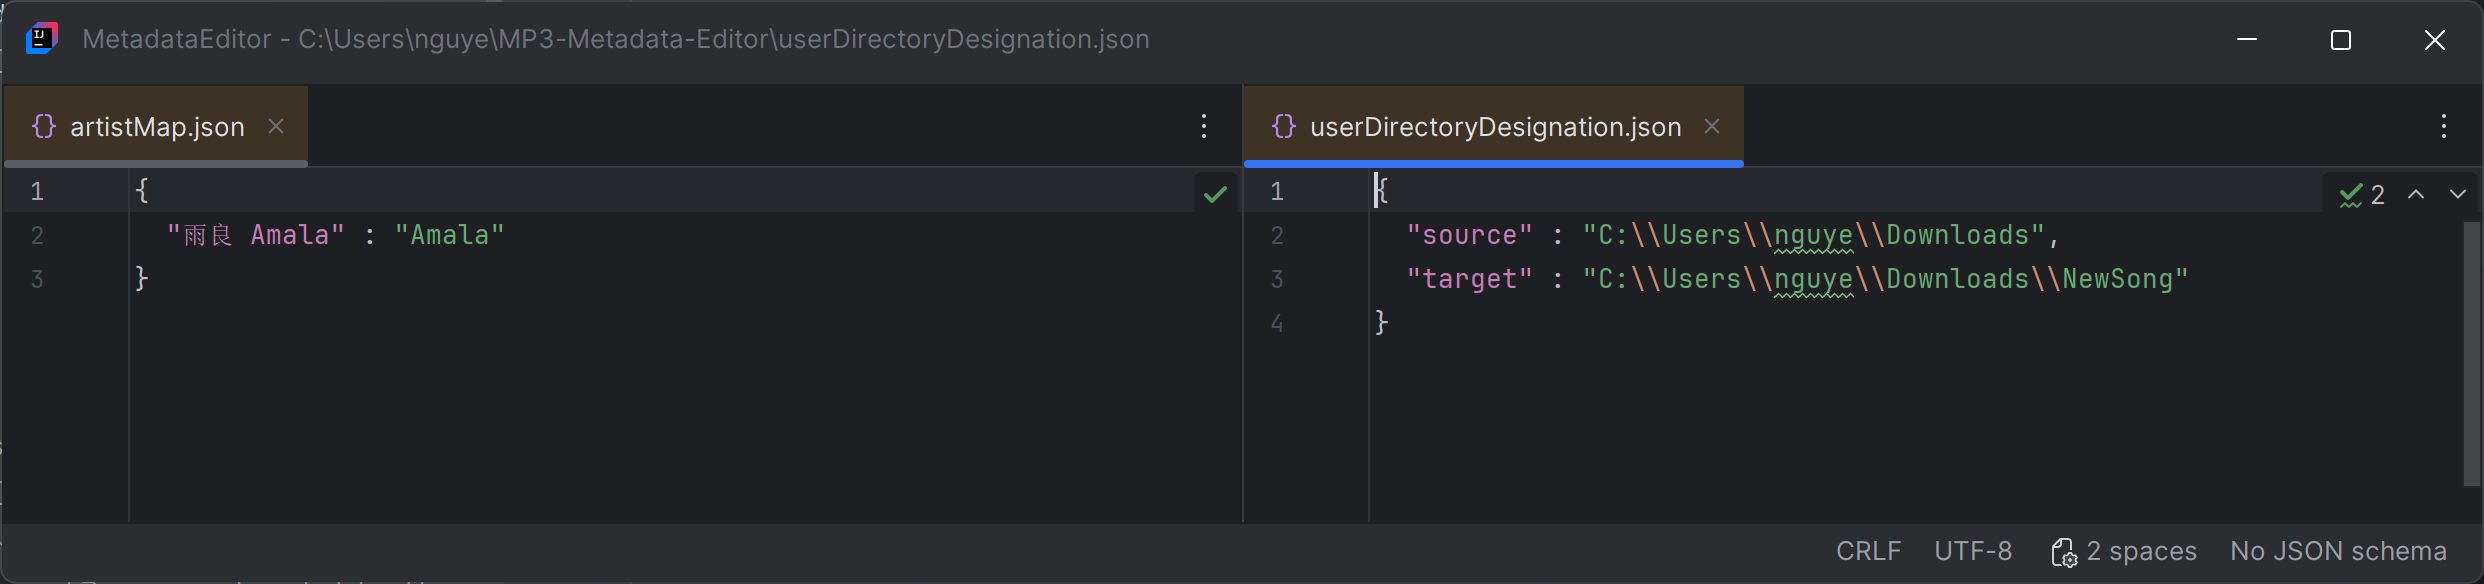 MetadataEditor - C:\Users\nguye\MP3-Metadata-Editor\userDirectoryDesignation.json
artistMap.json
1 {
2 "雨良 Amala" : "Amala"
3 }
userDirectoryDesignation.json
2
1 {
2 "source" : "C:\\Users\\nguye\\Downloads",
3 "target" : "C:\\Users\\nguye\\Downloads\\NewSong"
4 }
CRLF UTF-8 2 spaces No JSON schema